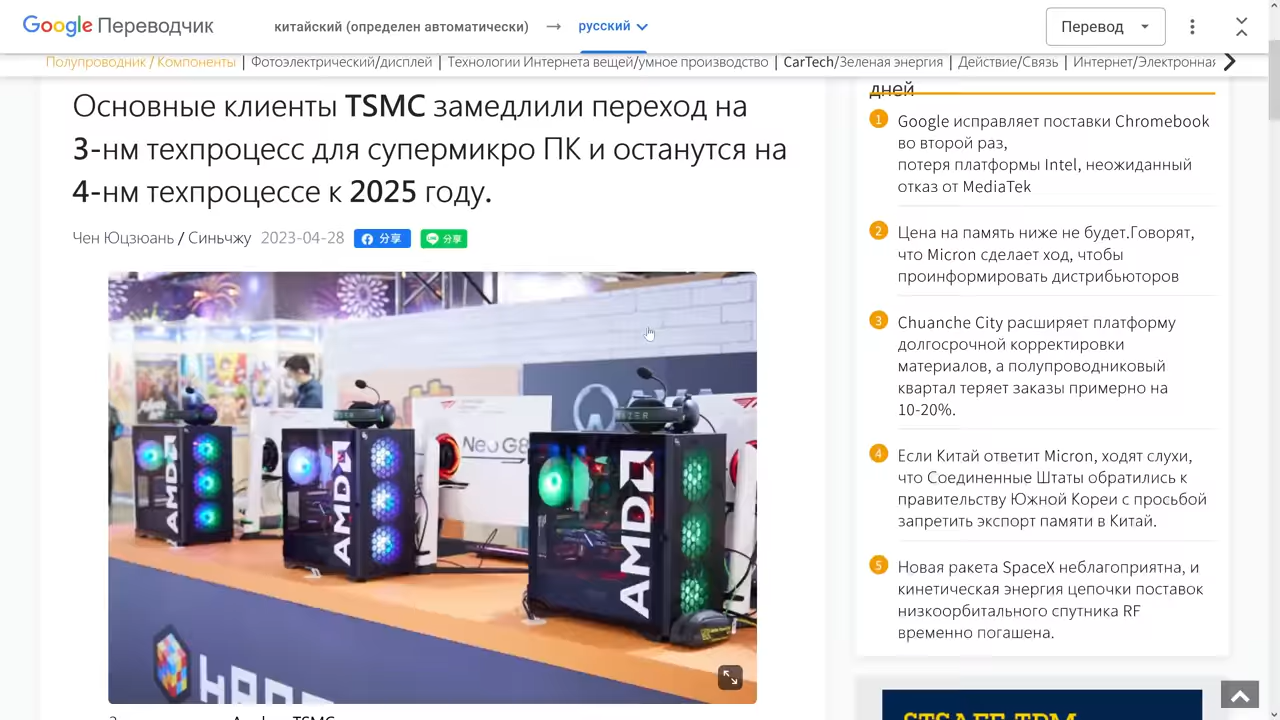 Google Переводчик
китайский (определен автоматически) → русский
Перевод
Полупроводник / Компоненты | Фотоэлектрический/дисплей | Технологии Интернета вещей/умное производство | CarTech/Зеленая энергия | Действие/Связь | Интернет/Электронная
Основные клиенты TSMC замедлили переход на
3-нм техпроцесс для супермикро ПК и останутся на
4-нм техпроцессе к 2025 году.
Чен Юцзюань / Синьчжу 2023-04-28 分享 分享
Neo G8
RAZER
AMD
AMD
AMD
дней
1 Google исправляет поставки Chromebook
во второй раз,
потеря платформы Intel, неожиданный
отказ от MediaTek
2 Цена на память ниже не будет.Говорят,
что Micron сделает ход, чтобы
проинформировать дистрибьюторов
3 Chuanche City расширяет платформу
долгосрочной корректировки
материалов, а полупроводниковый
квартал теряет заказы примерно на
10-20%.
4 Если Китай ответит Micron, ходят слухи,
что Соединенные Штаты обратились к
правительству Южной Кореи с просьбой
запретить экспорт памяти в Китай.
5 Новая ракета SpaceX неблагоприятна, и
кинетическая энергия цепочки поставок
низкоорбитального спутника RF
временно погашена.